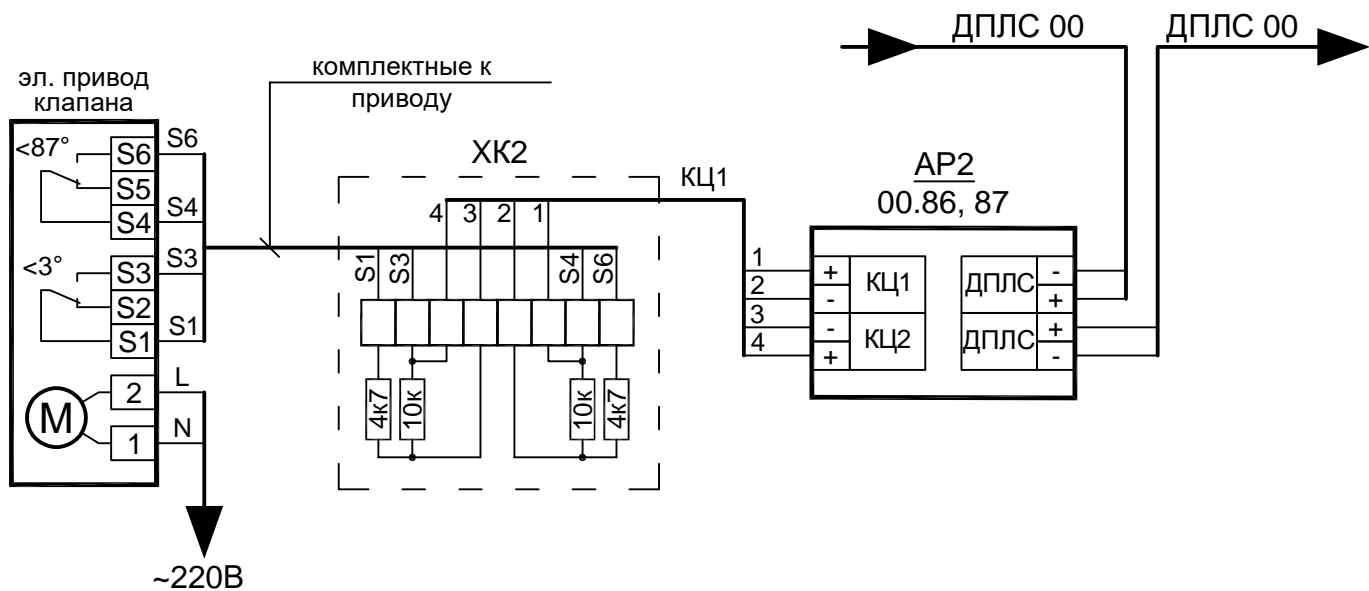 ДПЛС 00
ДПЛС 00
эл. привод
клапана
комплектные к
приводу
<87°
S6
S6
S5
S4
S4
<3°
S3
S3
S2
S1
S1
2
L
M
1
N
~220В
ХК2
КЦ1
4
3
2
1
S1
S3
S4
S6
4к7
10к
10к
4к7
АР2
00.86, 87
1
+
КЦ1
ДПЛС
-
2
-
+
3
-
КЦ2
ДПЛС
+
4
+
-